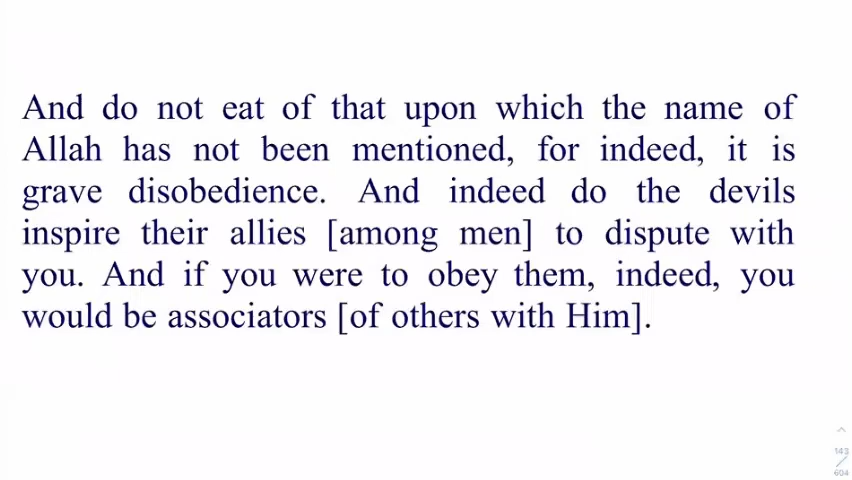 And do not eat of that upon which the name of
Allah has not been mentioned, for indeed, it is
grave disobedience. And indeed do the devils
inspire their allies [among men] to dispute with
you. And if you were to obey them, indeed, you
would be associators [of others with Him].
143
604